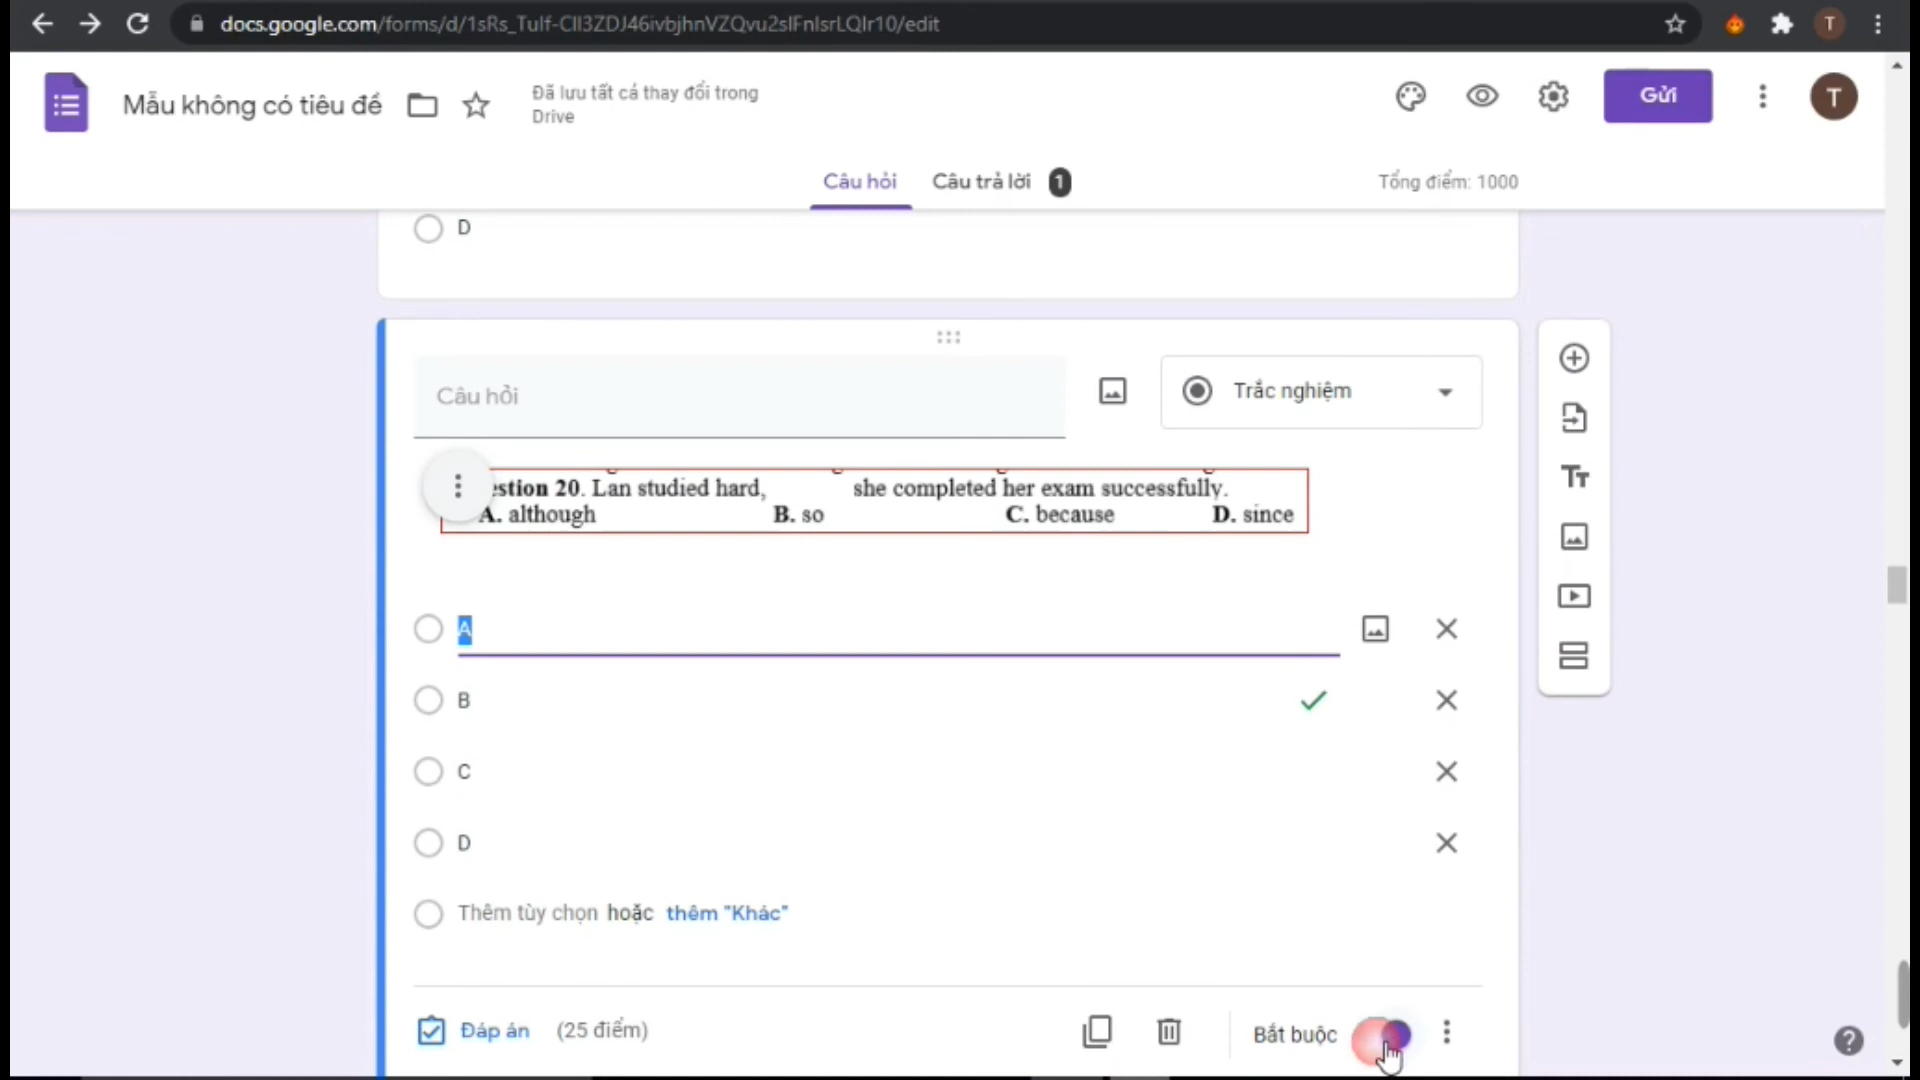 docs.google.com/forms/d/1sRs_Tulf-Cll3ZDJ46ivbjhnVZQvu2slFnlsrLQlr10/edit
T
Mẫu không có tiêu đề
Đã lưu tất cả thay đổi trong
Drive
Gửi
T
Câu hỏi
Câu trả lời
1
Tổng điểm: 1000
D
Câu hỏi
Trắc nghiệm
estion 20. Lan studied hard, she completed her exam successfully.
A. although B. so C. because D. since
A
B
C
D
Thêm tùy chọn hoặc thêm "Khác"
Đáp án (25 điểm)
Bắt buộc